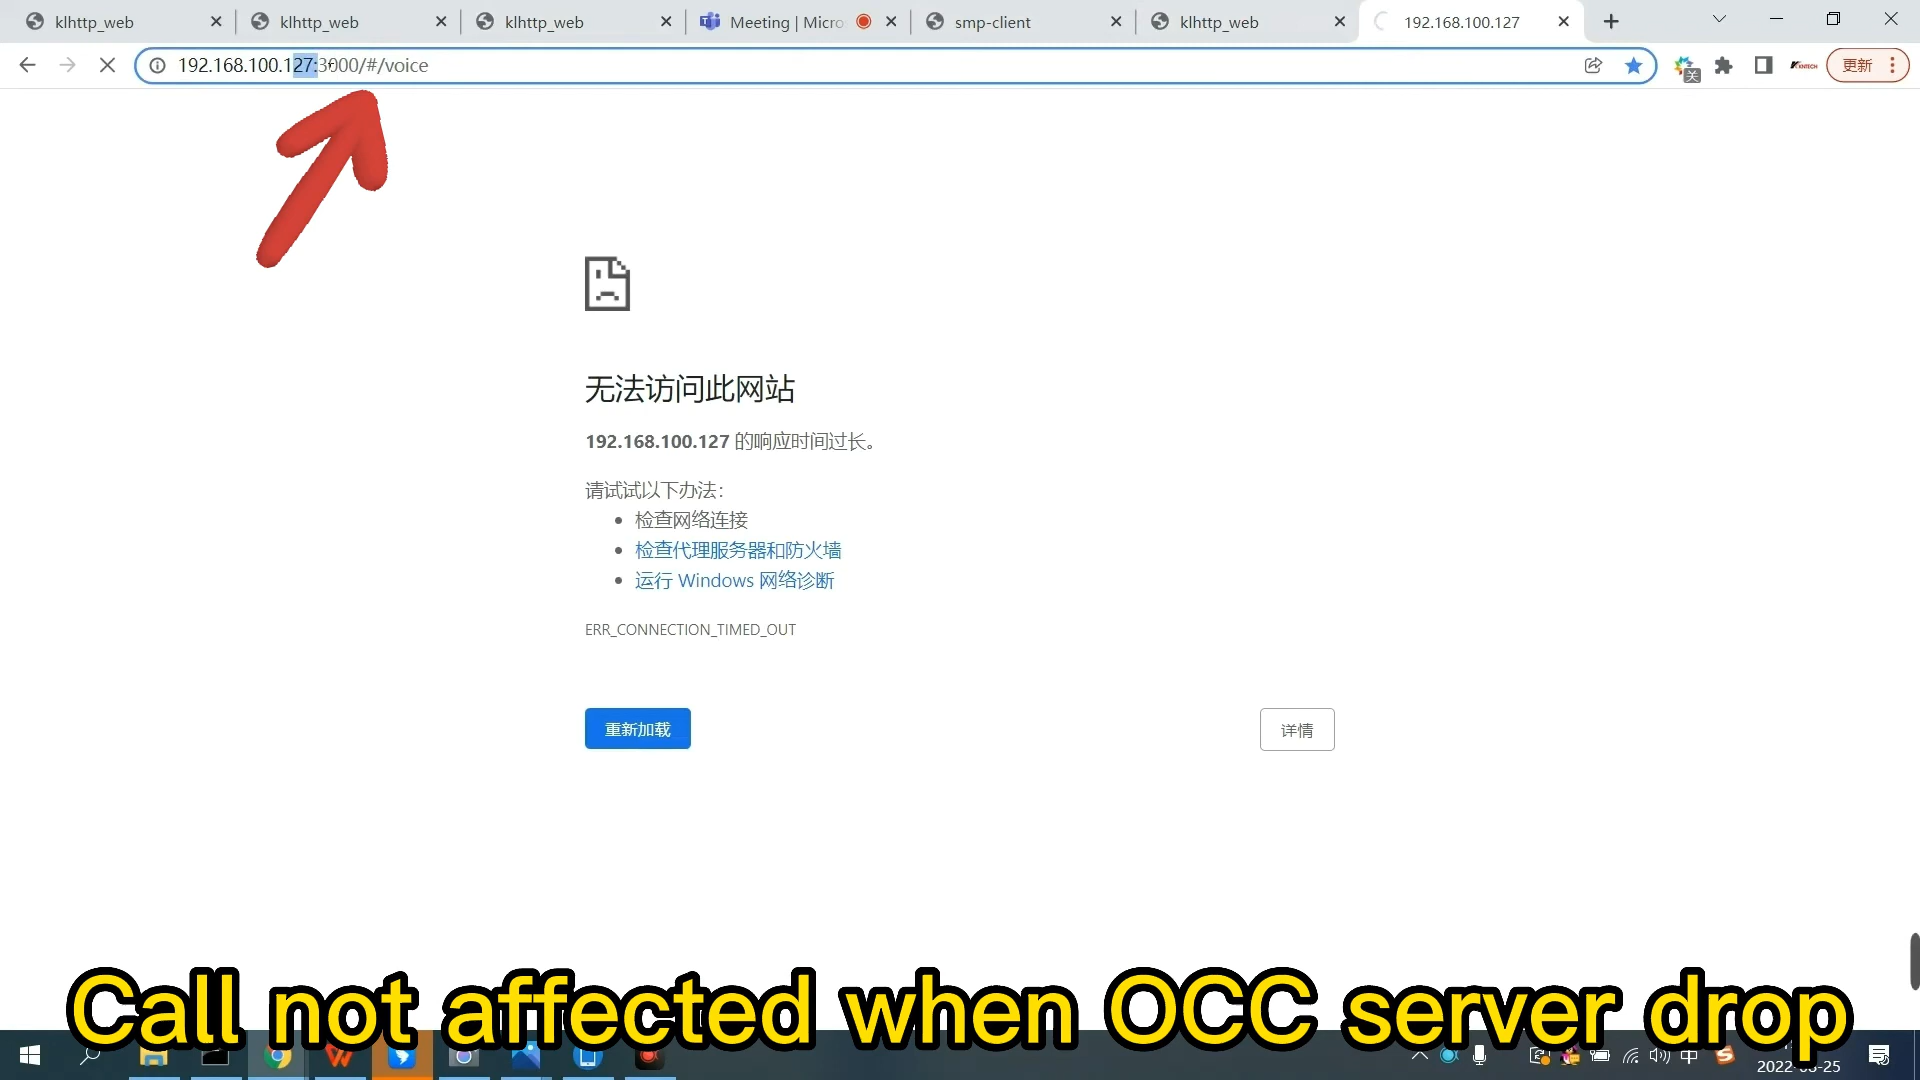 klhttp_web
klhttp_web
klhttp_web
Meeting | Micro
smp-client
klhttp_web
192.168.100.127
192.168.100.127:3000/#/voice
关
KNTECH
更新
无法访问此网站
192.168.100.127 的响应时间过长。
请试试以下办法：
检查网络连接
检查代理服务器和防火墙
运行 Windows 网络诊断
ERR_CONNECTION_TIMED_OUT
重新加载
详情
Call not affected when OCC server drop
中